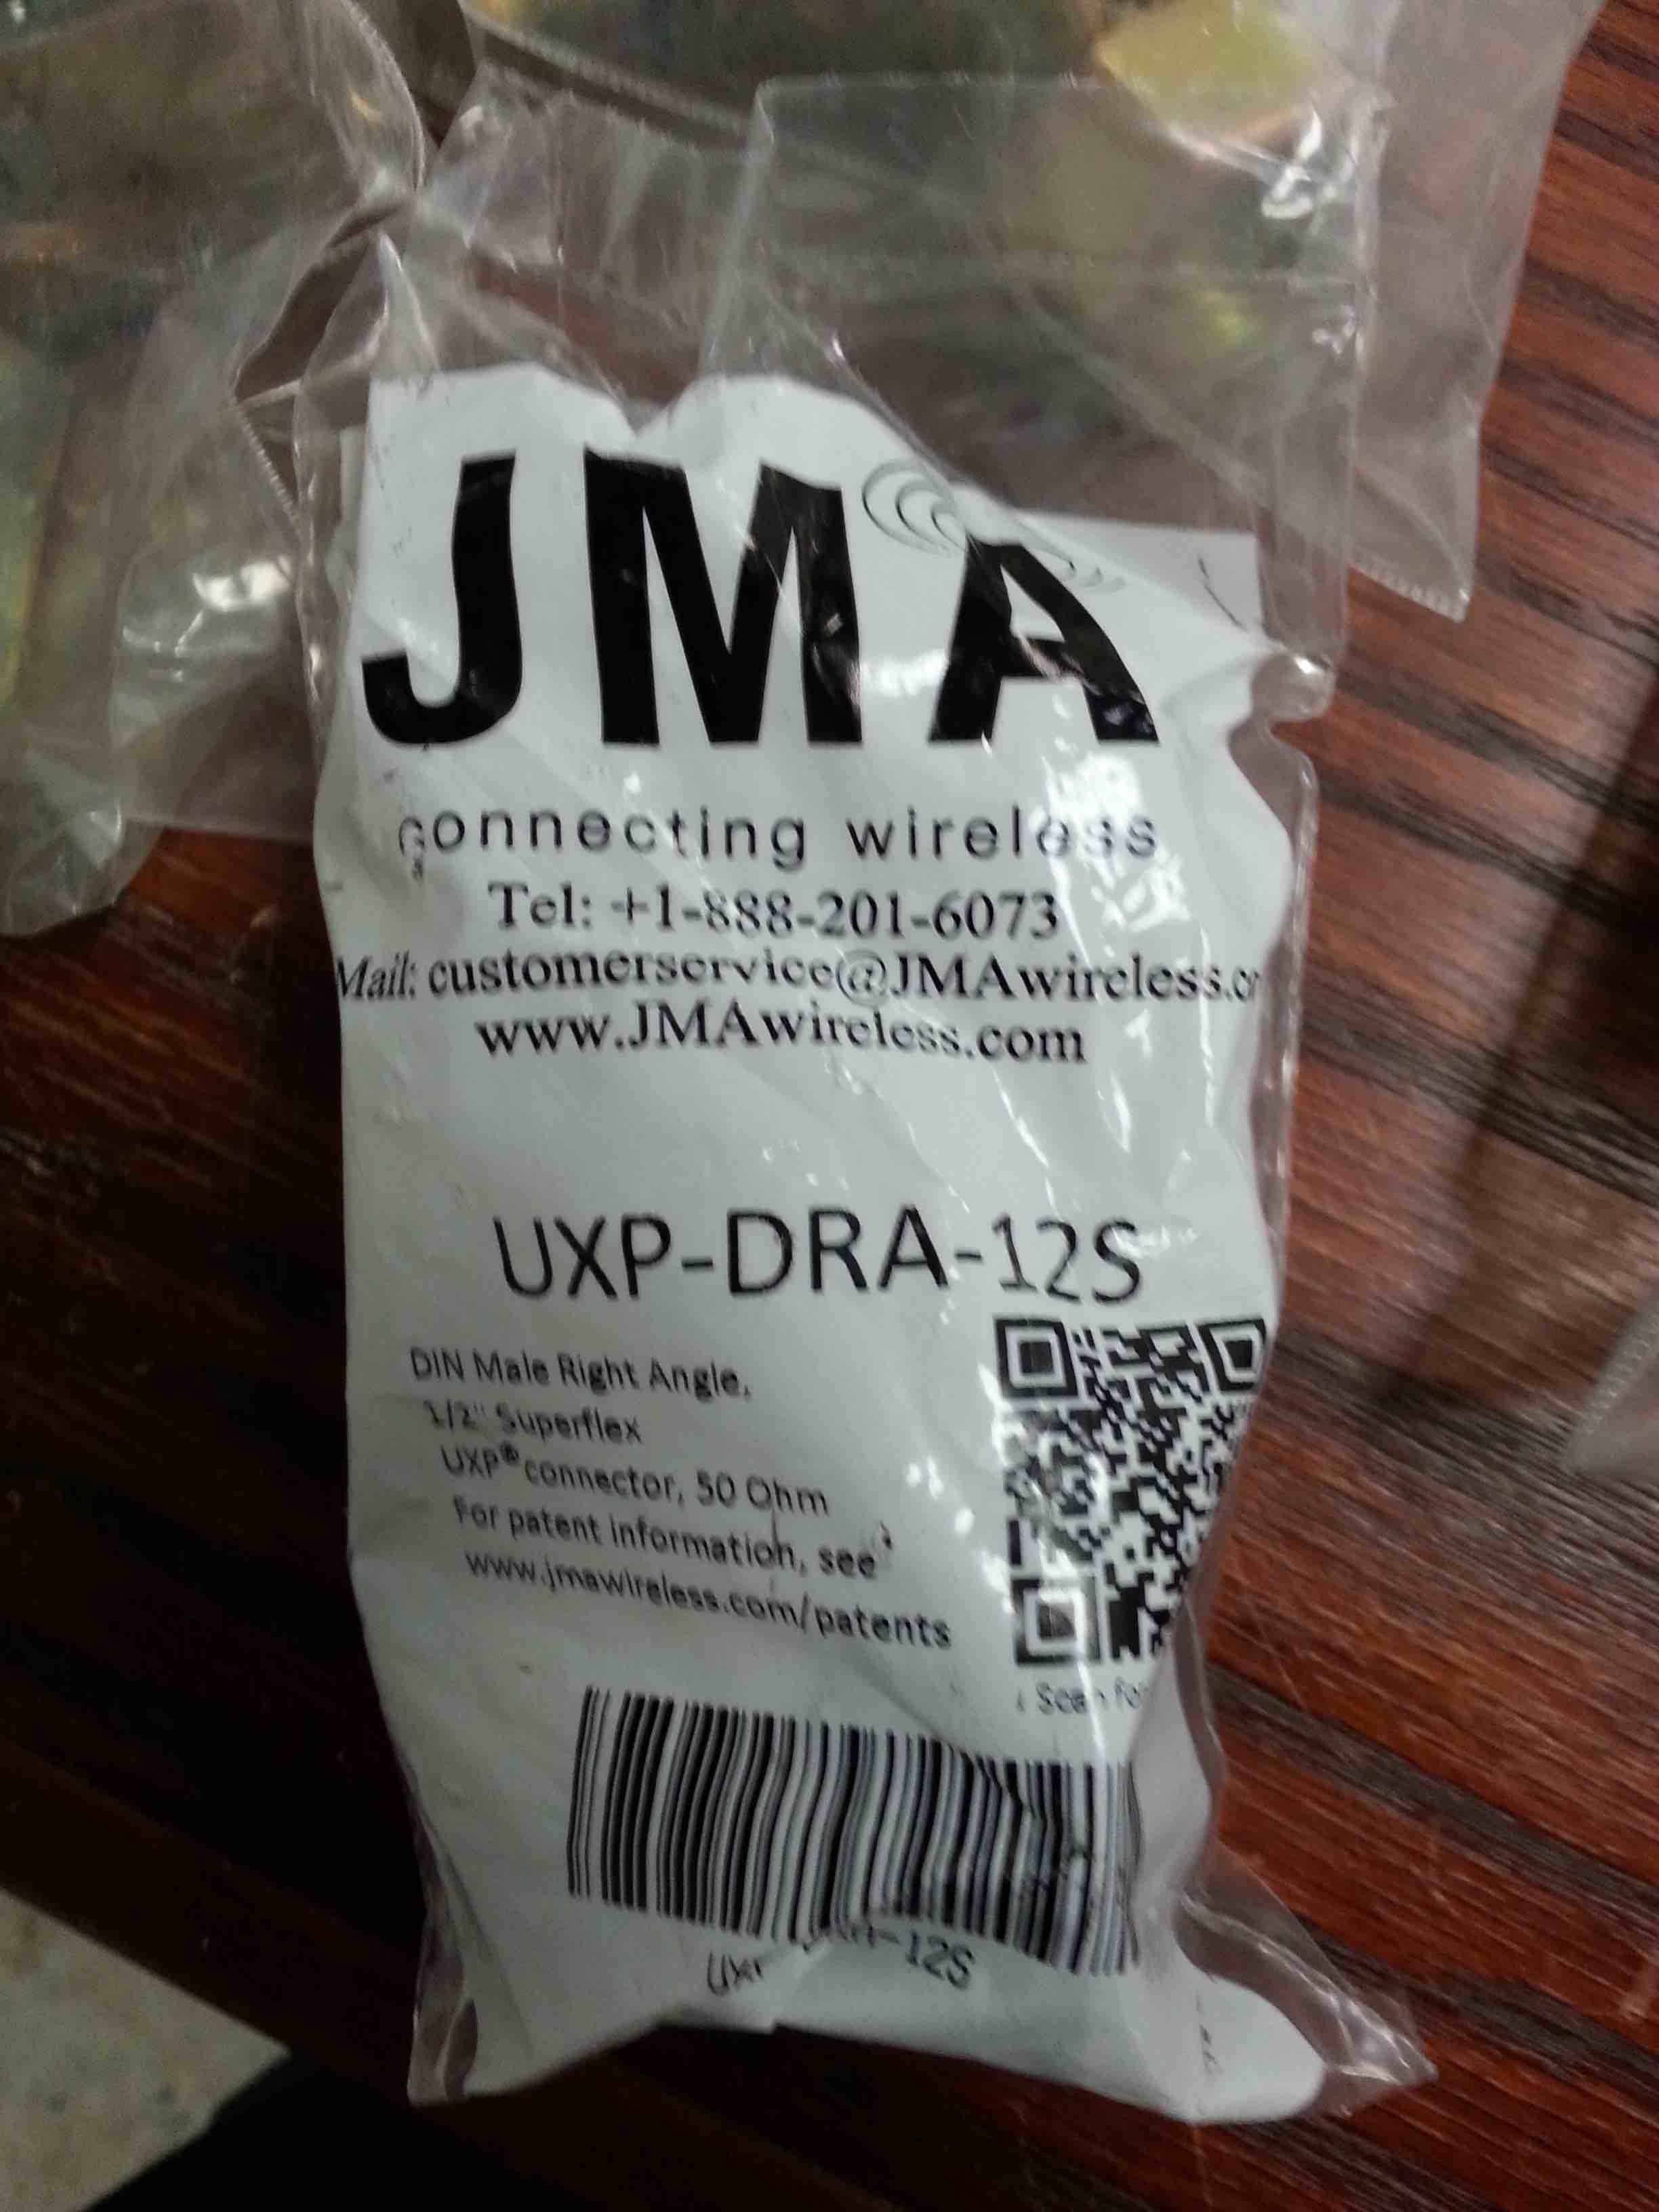 JMA
connecting wireless
Tel: +1-888-201-6073
Mail: customerservice@JMAwireless.co
www.JMAwireless.com
UXP-DRA-12S
DIN Male Right Angle,
1/2" Superflex
UXP® connector, 50 Ohm
For patent information, see
www.jmawireless.com/patents
Scan fo
-12S